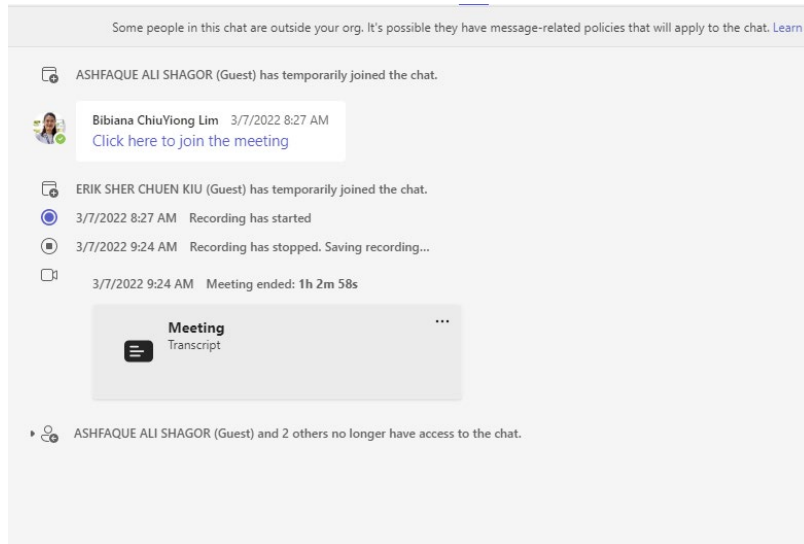 Some people in this chat are outside your org. It's possible they have message-related policies that will apply to the chat. Learn
ASHFAQUE ALI SHAGOR (Guest) has temporarily joined the chat.
Bibiana ChiuYiong Lim 3/7/2022 8:27 AM
Click here to join the meeting
ERIK SHER CHUEN KIU (Guest) has temporarily joined the chat.
3/7/2022 8:27 AM Recording has started
3/7/2022 9:24 AM Recording has stopped. Saving recording...
3/7/2022 9:24 AM Meeting ended: 1h 2m 58s
Meeting
Transcript
ASHFAQUE ALI SHAGOR (Guest) and 2 others no longer have access to the chat.